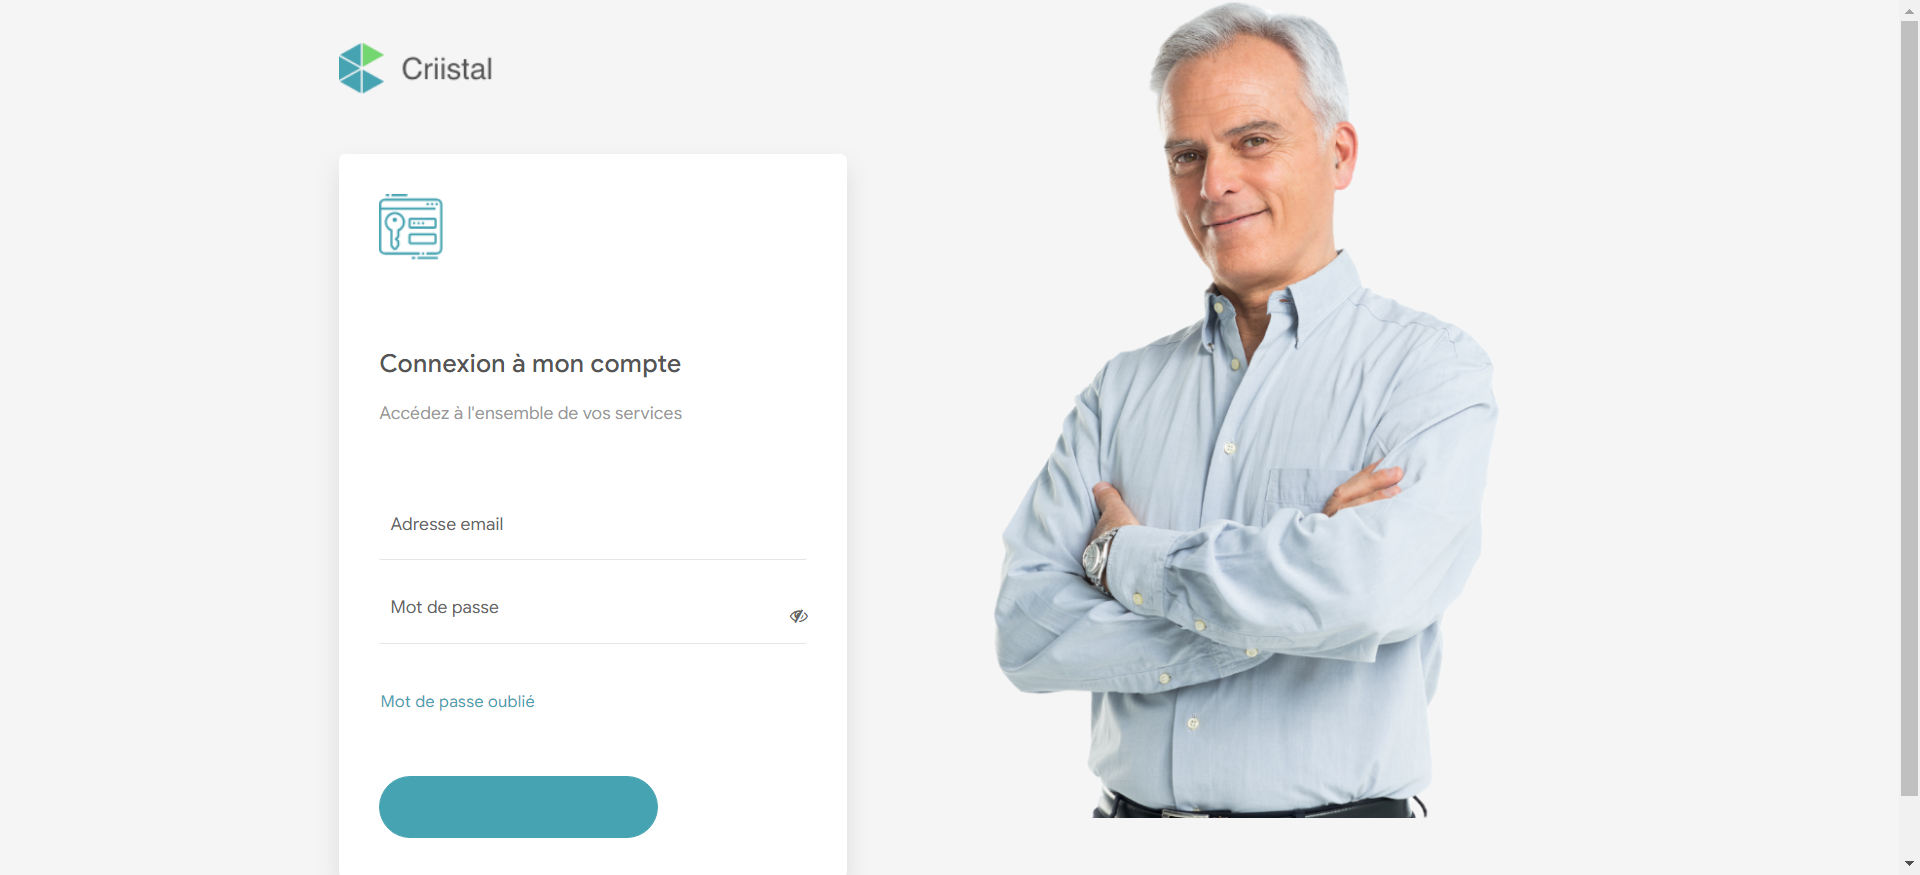 Criistal
Connexion à mon compte
Accédez à l'ensemble de vos services
Adresse email
Mot de passe
Mot de passe oublié